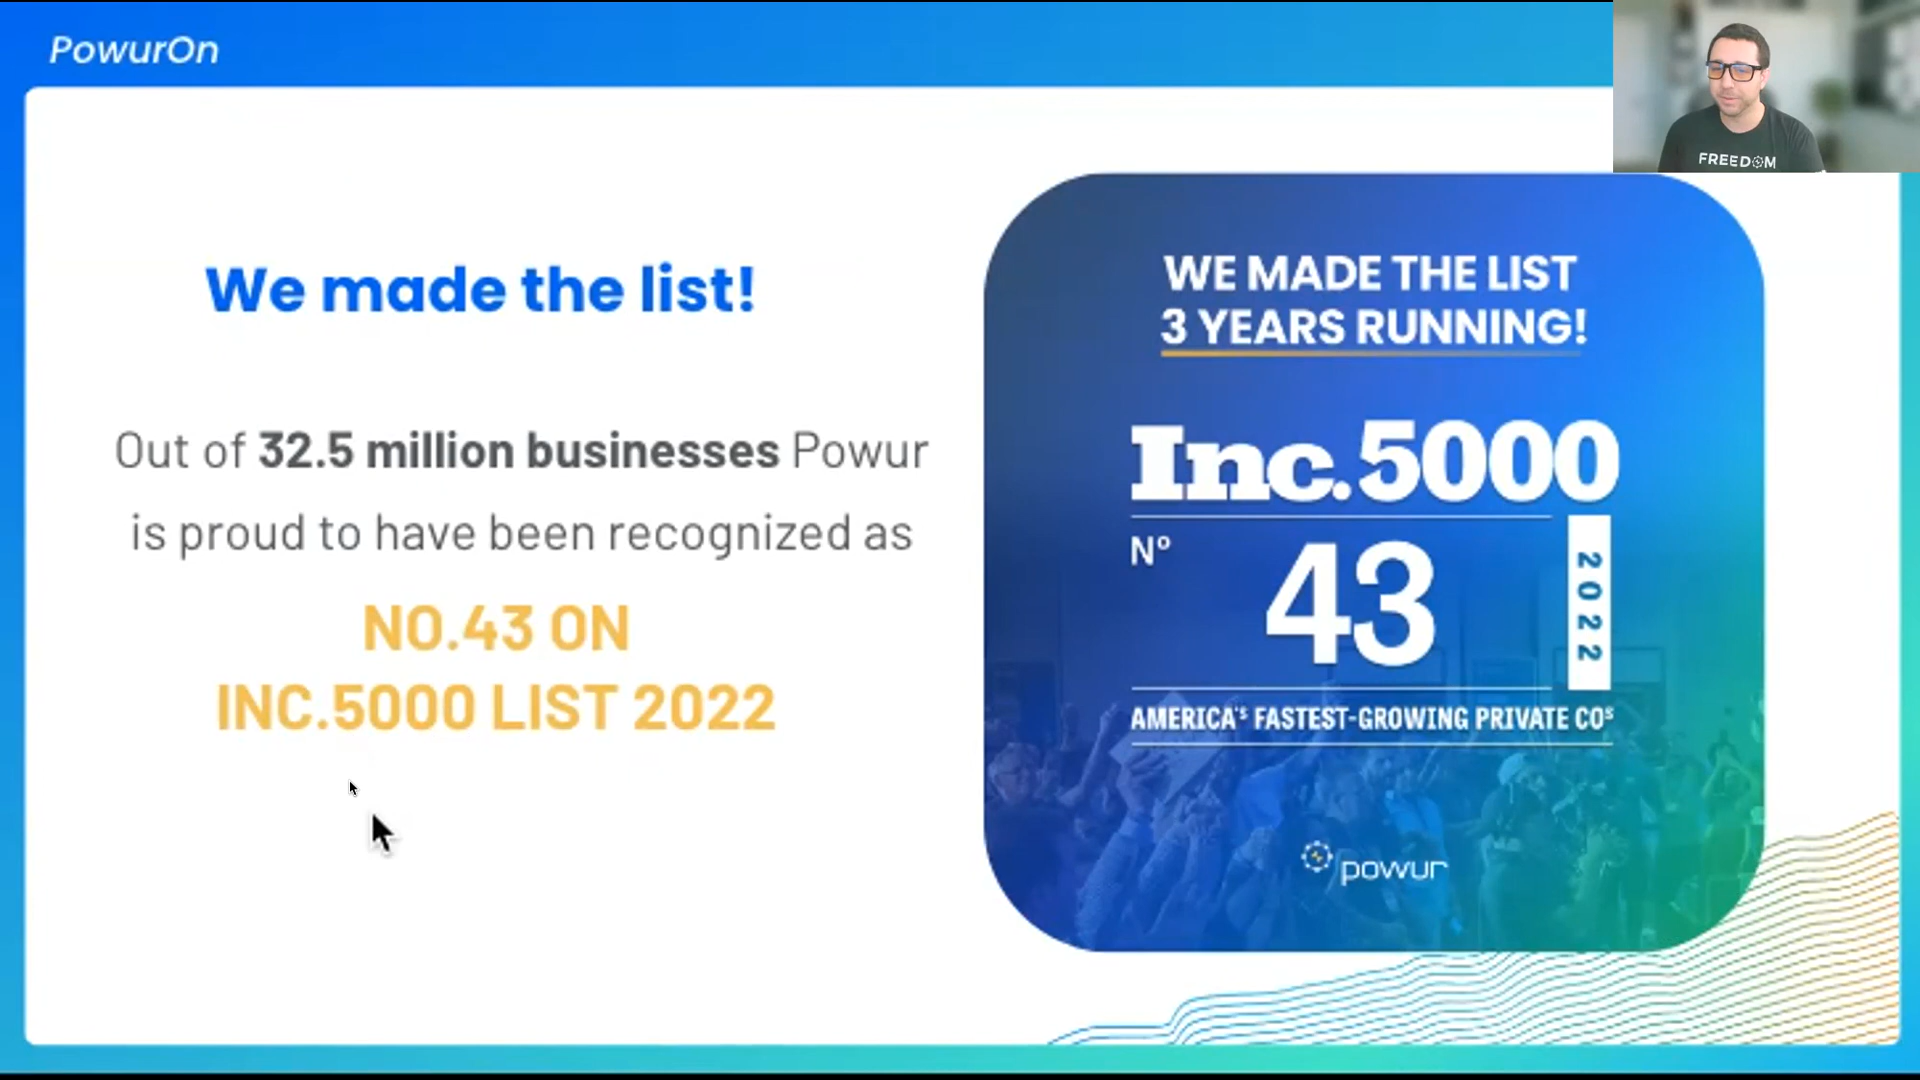 PowurOn
FREEDOM
We made the list!
Out of 32.5 million businesses Powur
is proud to have been recognized as
NO.43 ON
INC.5000 LIST 2022
WE MADE THE LIST
3 YEARS RUNNING!
Inc.5000
Nº
43
2022
AMERICA'S FASTEST-GROWING PRIVATE COS
powur